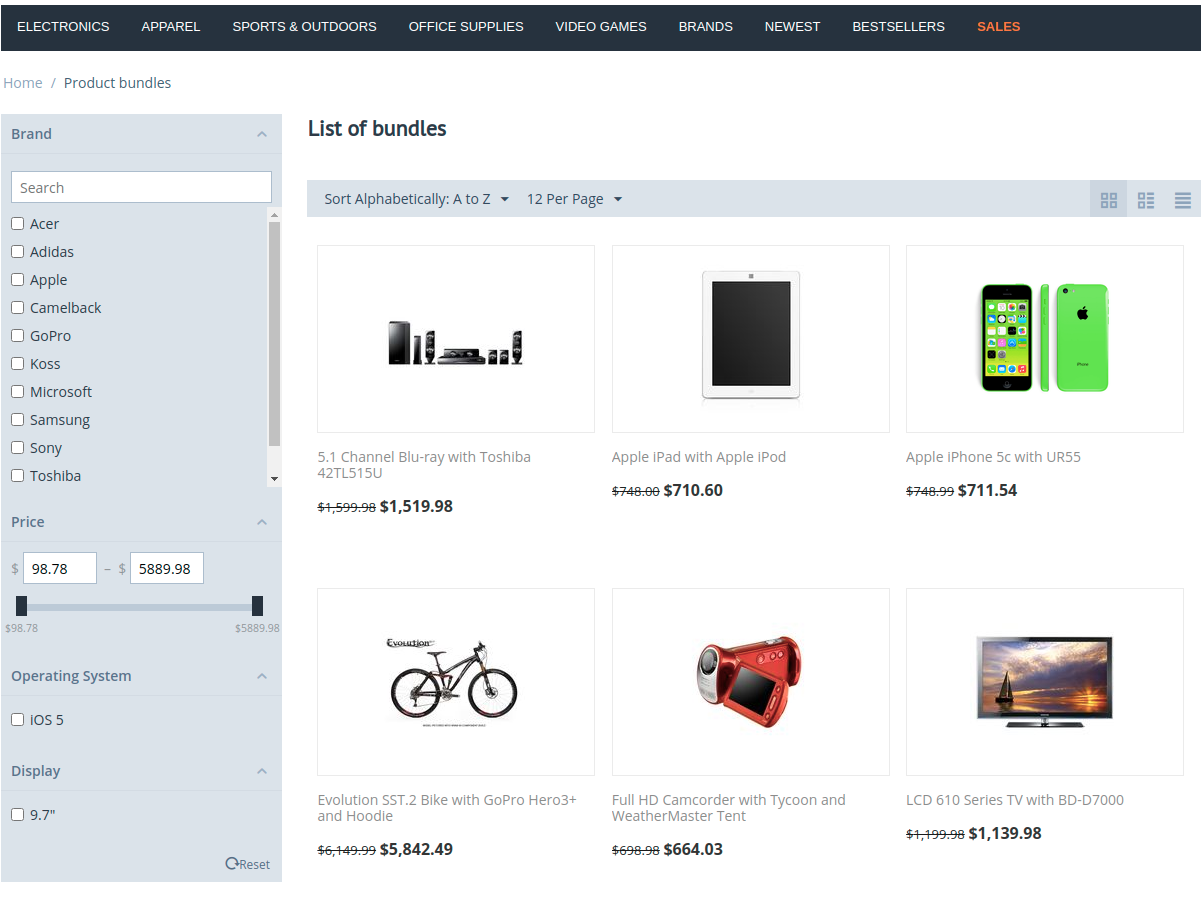 ELECTRONICS APPAREL SPORTS & OUTDOORS OFFICE SUPPLIES VIDEO GAMES BRANDS NEWEST BESTSELLERS SALES
Home / Product bundles
Brand
Search
Acer
Adidas
Apple
Camelback
GoPro
Koss
Microsoft
Samsung
Sony
Toshiba
Price
$ 98.78 – $ 5889.98
$98.78 $5889.98
Operating System
iOS 5
Display
9.7"
Reset
List of bundles
Sort Alphabetically: A to Z 12 Per Page
5.1 Channel Blu-ray with Toshiba
42TL515U
$1,599.98 $1,519.98
Apple iPad with Apple iPod
$748.00 $710.60
iPhone
Apple iPhone 5c with UR55
$748.99 $711.54
Evolution
Evolution SST.2 Bike with GoPro Hero3+
and Hoodie
$6,149.99 $5,842.49
Full HD Camcorder with Tycoon and
WeatherMaster Tent
$698.98 $664.03
LCD 610 Series TV with BD-D7000
$1,199.98 $1,139.98